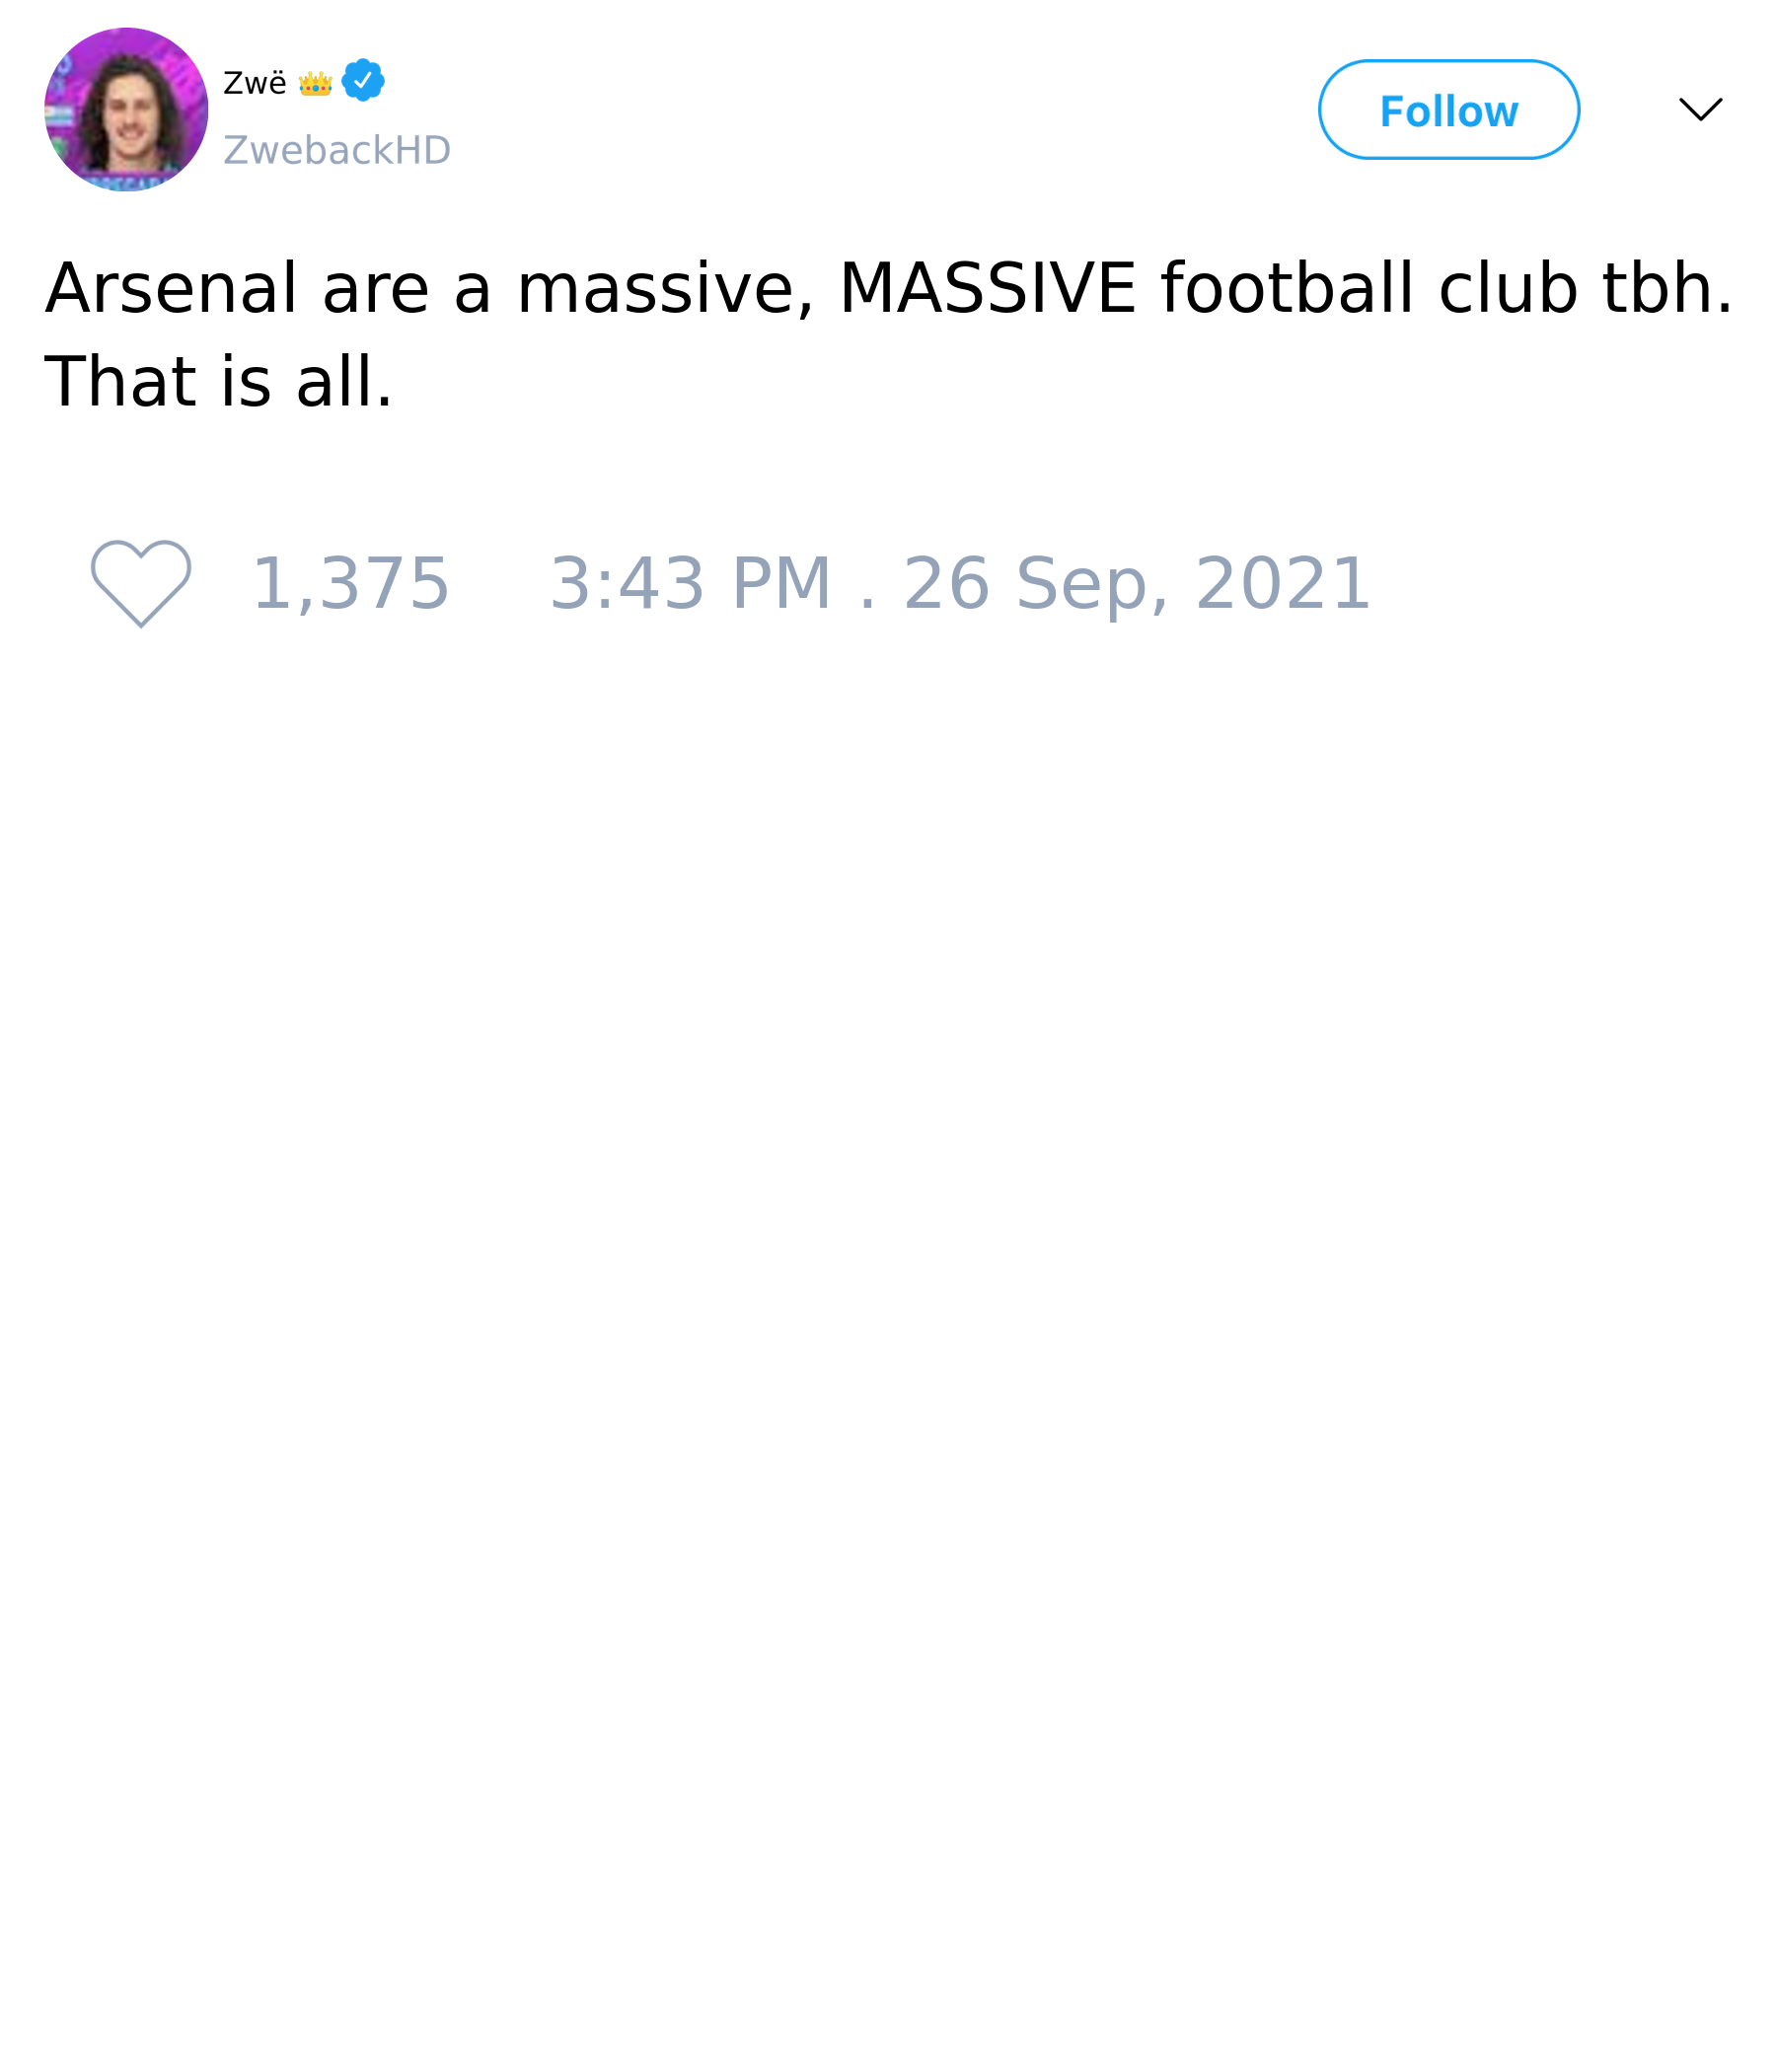 Zwë 👑
ZwebackHD
Follow
Arsenal are a massive, MASSIVE football club tbh.
That is all.
1,375 3:43 PM . 26 Sep, 2021